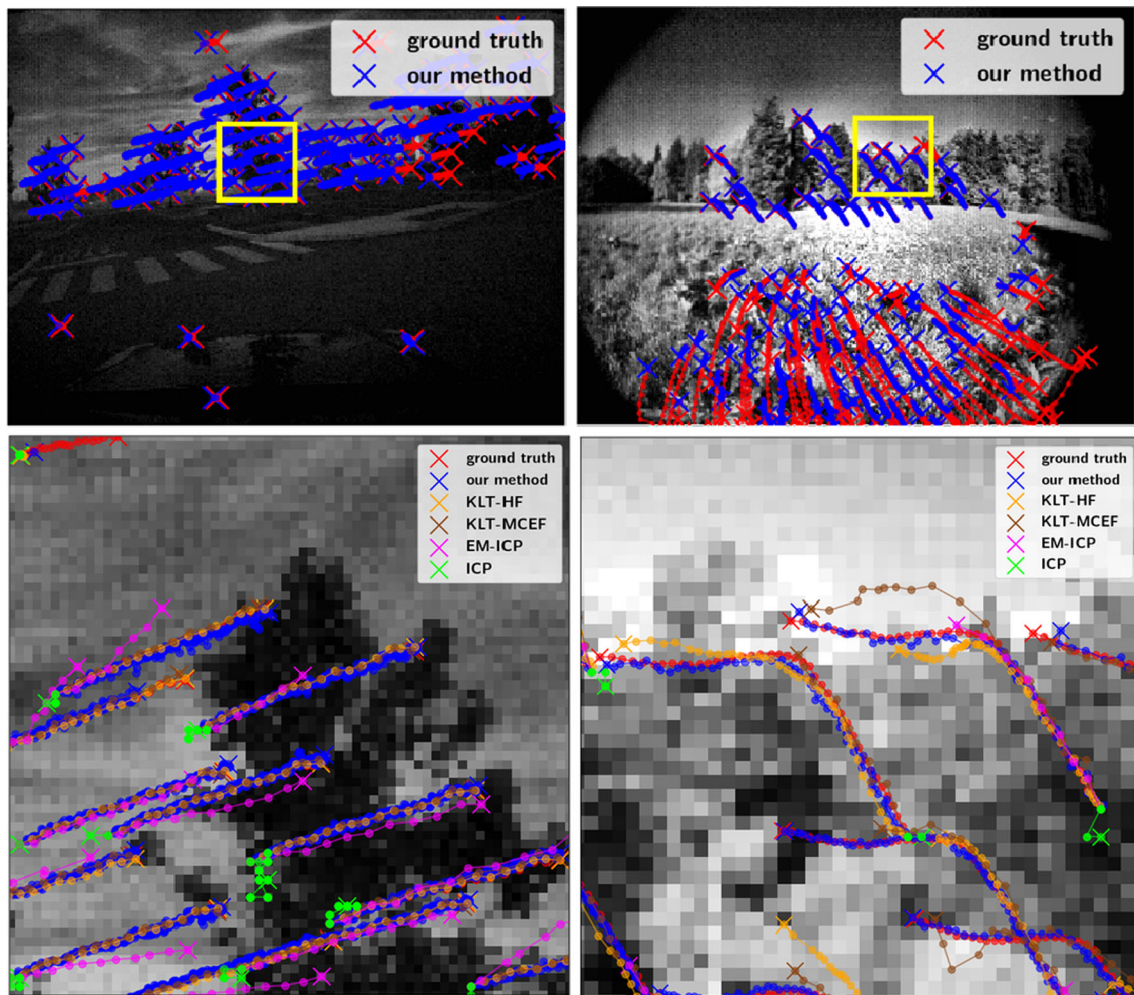 ground truth
our method
ground truth
our method
ground truth
our method
KLT-HF
KLT-MCEF
EM-ICP
ICP
ground truth
our method
KLT-HF
KLT-MCEF
EM-ICP
ICP